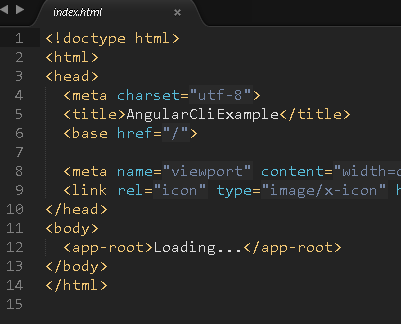 index.html ×
1 <!doctype html>
2 <html>
3 <head>
4 <meta charset="utf-8">
5 <title>AngularCliExample</title>
6 <base href="/">
7
8 <meta name="viewport" content="width=
9 <link rel="icon" type="image/x-icon"
10 </head>
11 <body>
12 <app-root>Loading...</app-root>
13 </body>
14 </html>
15